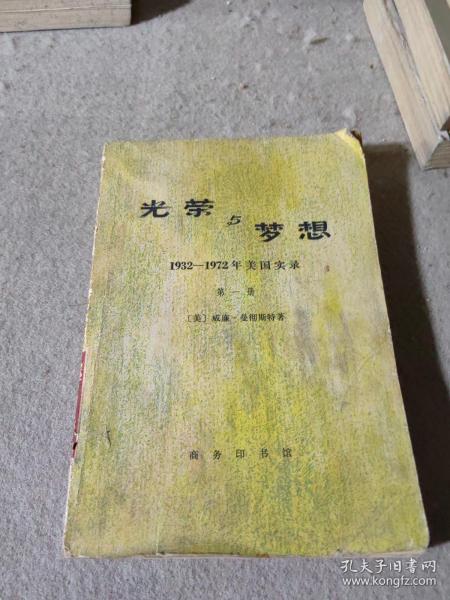 光荣与梦想
1932—1972年美国实录
第一册
〔美〕威廉·曼彻斯特著
商务印书馆
孔夫子旧书网
www.kongfz.com